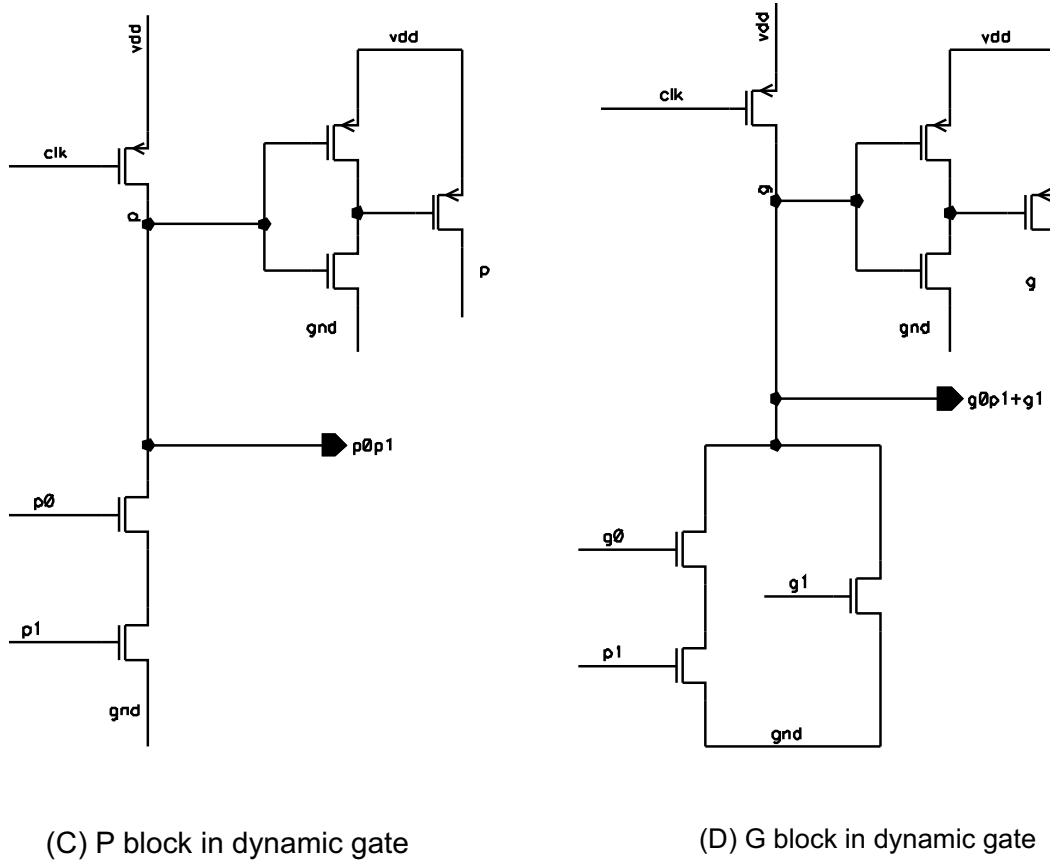 vdd
clk
p
vdd
p
gnd
p0p1
p0
p1
gnd
(C) P block in dynamic gate
vdd
clk
g
vdd
g
gnd
g0p1+g1
g0
g1
p1
gnd
(D) G block in dynamic gate